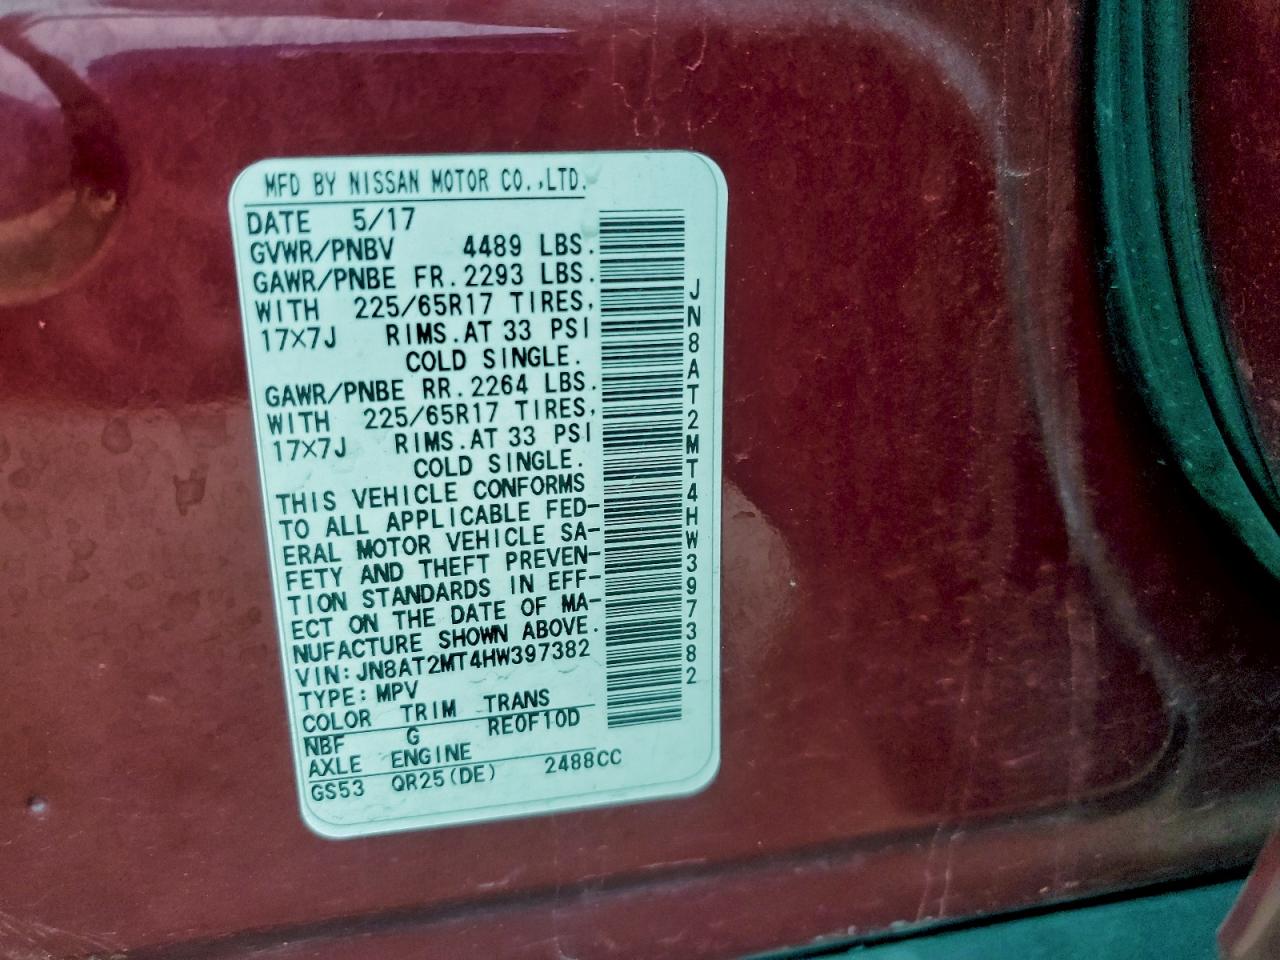 MFD BY NISSAN MOTOR CO.,LTD.
DATE 5/17
GVWR/PNBV 4489 LBS.
GAWR/PNBE FR.2293 LBS.
WITH 225/65R17 TIRES,
17×7J RIMS.AT 33 PSI
COLD SINGLE.
GAWR/PNBE RR.2264 LBS.
WITH 225/65R17 TIRES,
17×7J RIMS.AT 33 PSI
COLD SINGLE.
THIS VEHICLE CONFORMS
TO ALL APPLICABLE FED-
ERAL MOTOR VEHICLE SA-
FETY AND THEFT PREVEN-
TION STANDARDS IN EFF-
ECT ON THE DATE OF MA-
NUFACTURE SHOWN ABOVE.
VIN:JN8AT2MT4HW397382
TYPE:MPV
COLOR TRIM TRANS
NBF G RE0F10D
AXLE ENGINE
GS53 QR25(DE) 2488CC
JN8AT2MT4HW397382